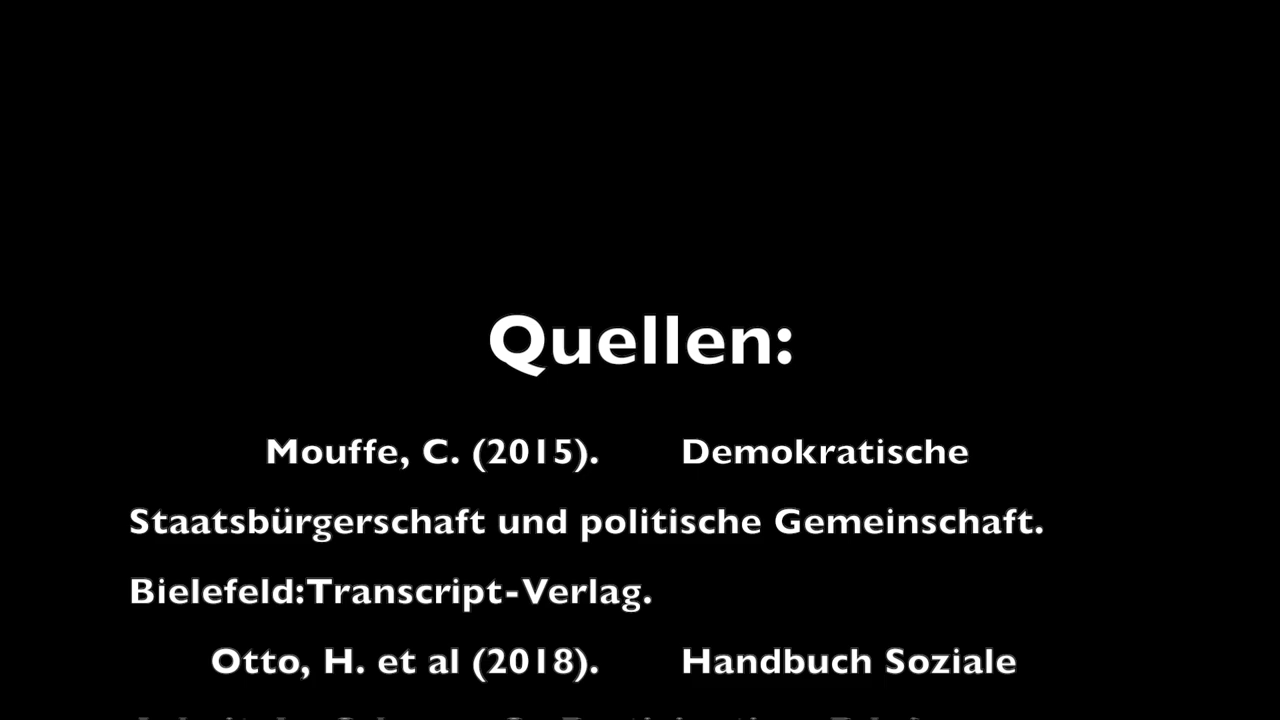 Quellen:
Mouffe, C. (2015). Demokratische
Staatsbürgerschaft und politische Gemeinschaft.
Bielefeld:Transcript-Verlag.
Otto, H. et al (2018). Handbuch Soziale